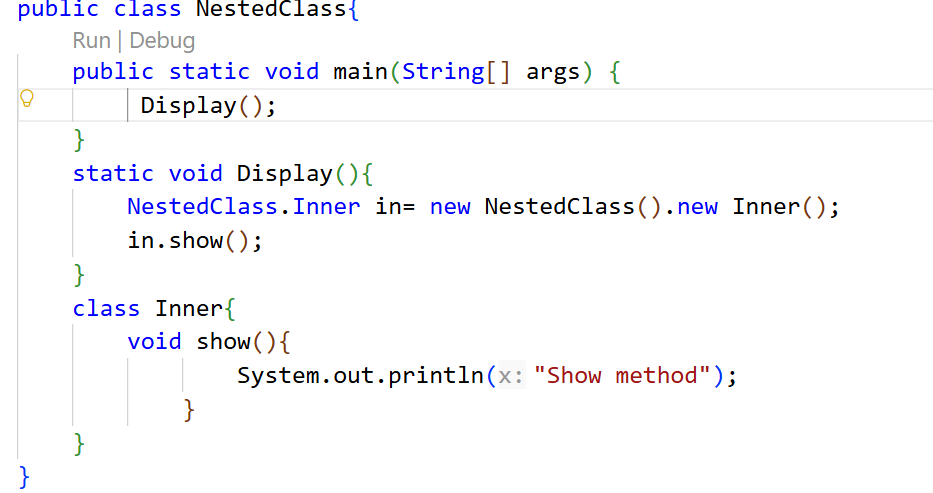 public class NestedClass{
Run | Debug
public static void main(String[] args) {
Display();
}
static void Display(){
NestedClass.Inner in= new NestedClass().new Inner();
in.show();
}
class Inner{
void show(){
System.out.println(x: "Show method");
}
}
}